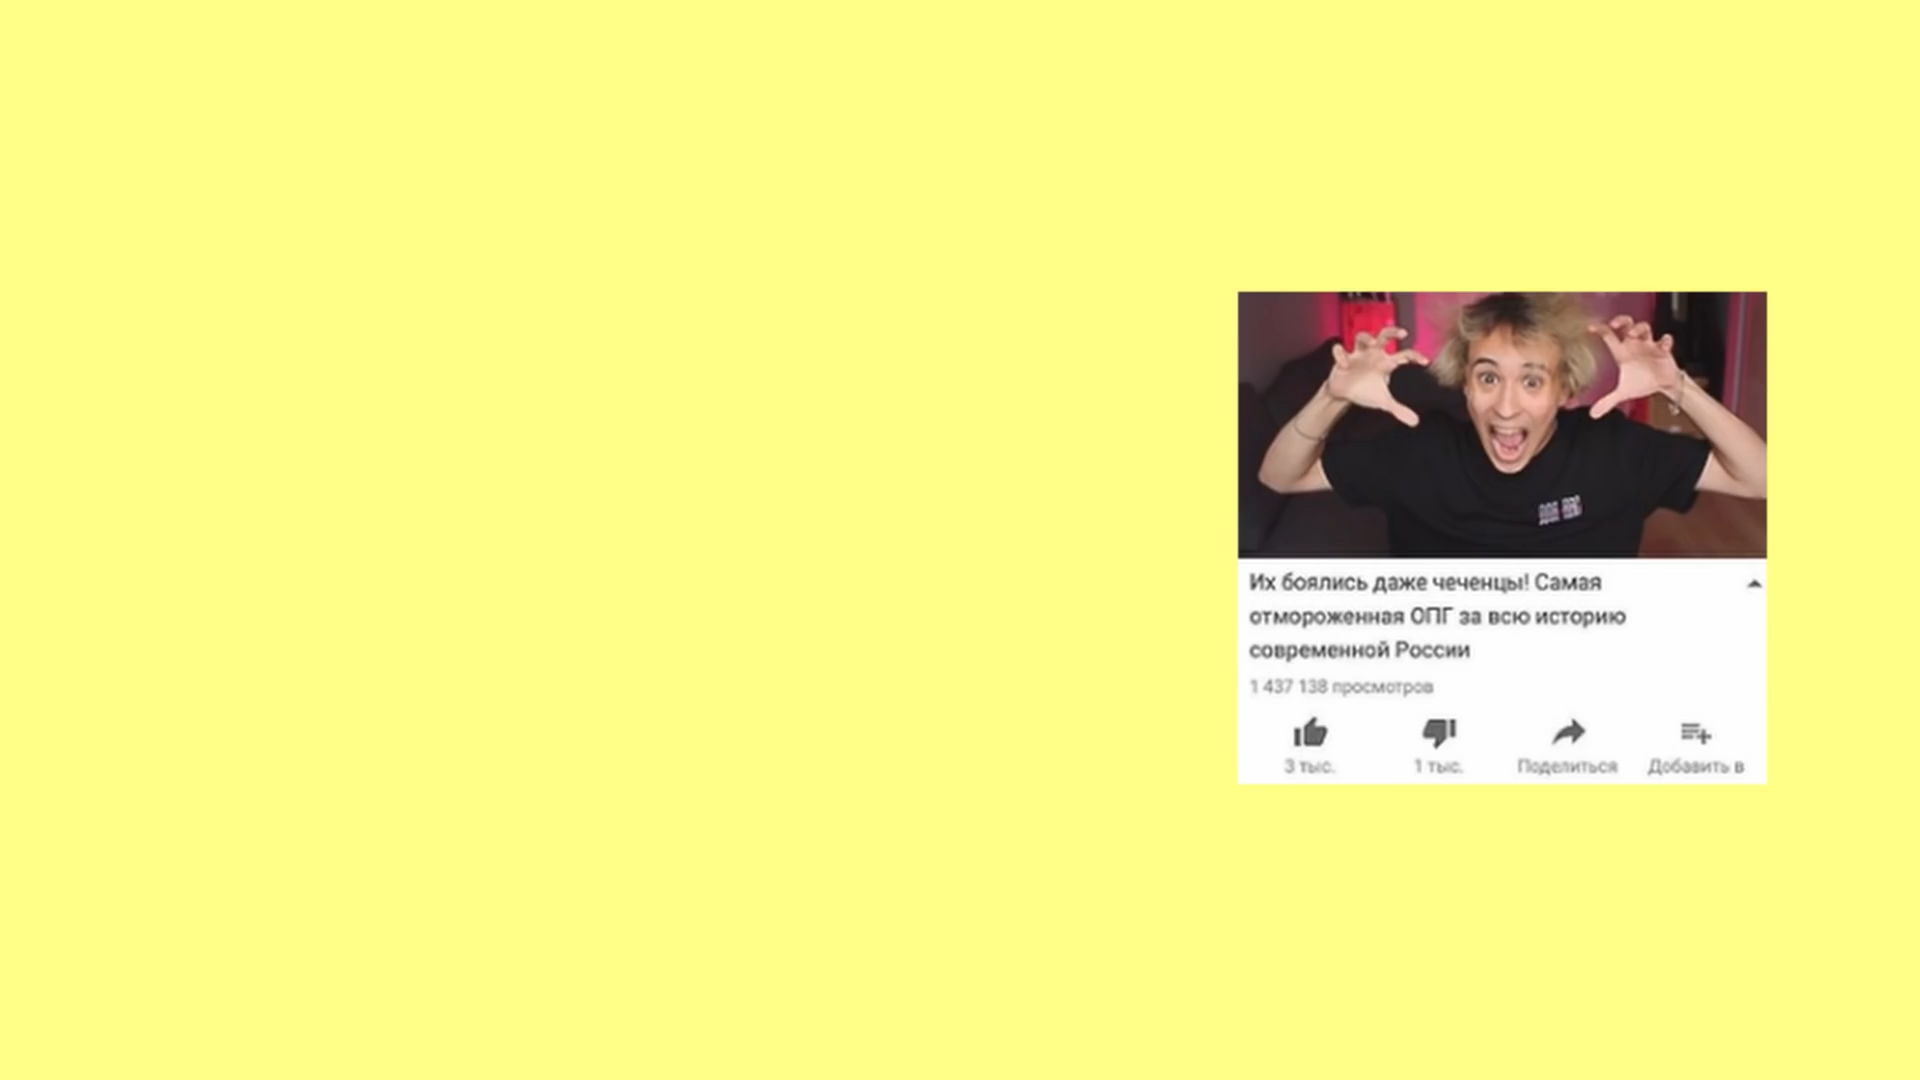 Их боялись даже чеченцы! Самая
отмороженная ОПГ за всю историю
современной России
1 437 138 просмотров
3 тыс. 1 тыс. Поделиться Добавить в